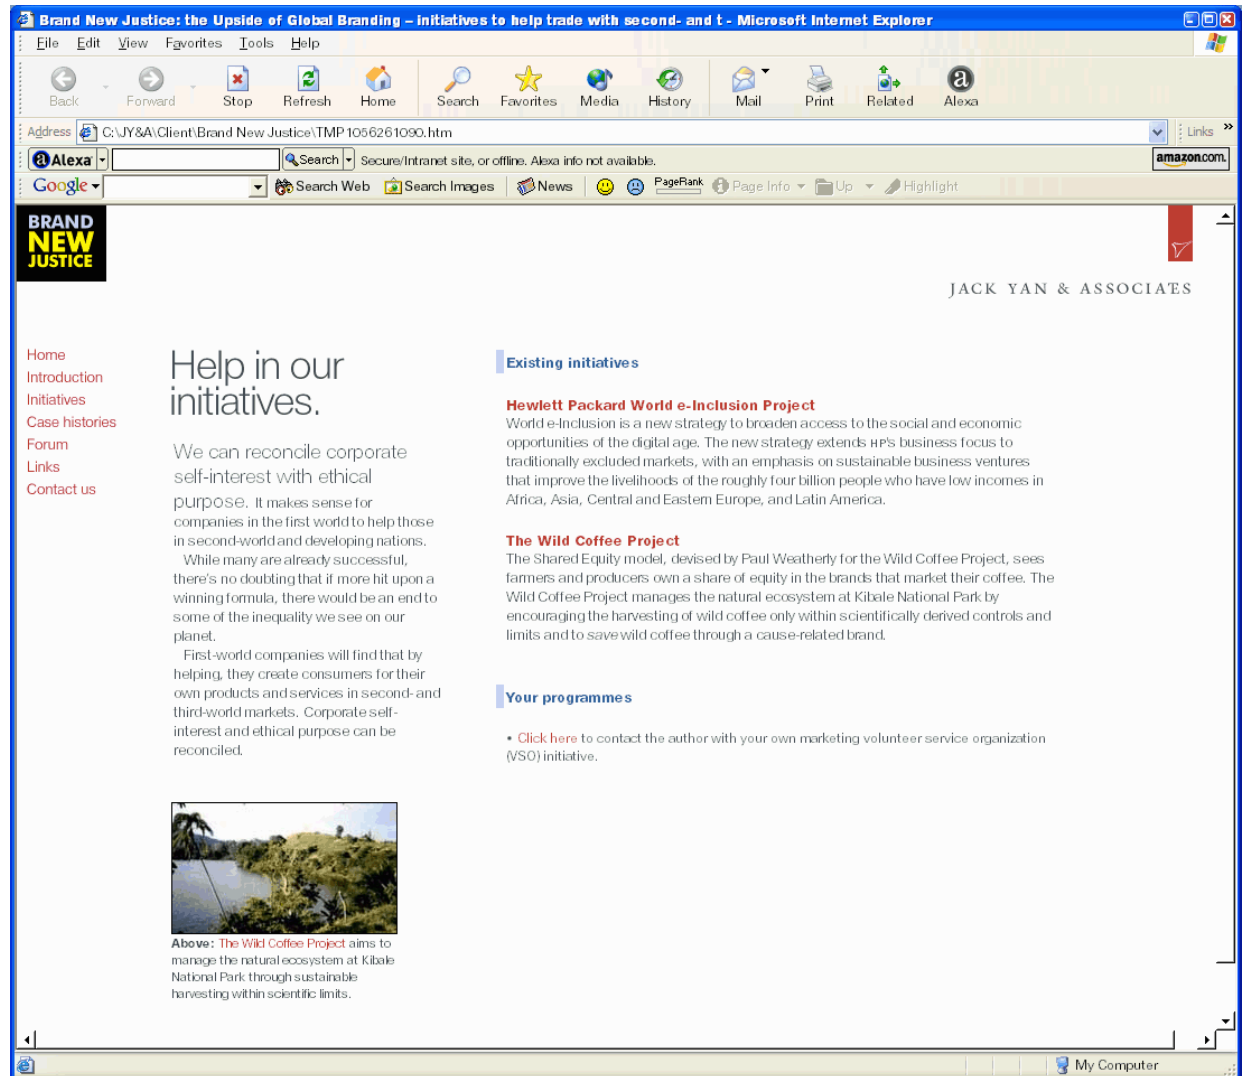 Brand New Justice: the Upside of Global Branding – initiatives to help trade with second- and t - Microsoft Internet Explorer
File Edit View Favorites Tools Help
Back Forward Stop Refresh Home Search Favorites Media History Mail Print Related Alexa
Address C:\JY&A\Client\Brand New Justice\TMP1056261090.htm Links »
Alexa Search Secure/Intranet site, or offline. Alexa info not available. amazon.com.
Google Search Web Search Images News PageRank Page Info Up Highlight
BRAND
NEW
JUSTICE
JACK YAN & ASSOCIATES
Home
Introduction
Initiatives
Case histories
Forum
Links
Contact us
Help in our
initiatives.
We can reconcile corporate
self-interest with ethical
purpose. It makes sense for
companies in the first world to help those
in second-world and developing nations.
While many are already successful,
there's no doubting that if more hit upon a
winning formula, there would be an end to
some of the inequality we see on our
planet.
First-world companies will find that by
helping, they create consumers for their
own products and services in second- and
third-world markets. Corporate self-
interest and ethical purpose can be
reconciled.
Above: The Wild Coffee Project aims to
manage the natural ecosystem at Kibale
National Park through sustainable
harvesting within scientific limits.
Existing initiatives
Hewlett Packard World e-Inclusion Project
World e-Inclusion is a new strategy to broaden access to the social and economic
opportunities of the digital age. The new strategy extends HP's business focus to
traditionally excluded markets, with an emphasis on sustainable business ventures
that improve the livelihoods of the roughly four billion people who have low incomes in
Africa, Asia, Central and Eastern Europe, and Latin America.
The Wild Coffee Project
The Shared Equity model, devised by Paul Weatherly for the Wild Coffee Project, sees
farmers and producers own a share of equity in the brands that market their coffee. The
Wild Coffee Project manages the natural ecosystem at Kibale National Park by
encouraging the harvesting of wild coffee only within scientifically derived controls and
limits and to save wild coffee through a cause-related brand.
Your programmes
• Click here to contact the author with your own marketing volunteer service organization
(VSO) initiative.
My Computer